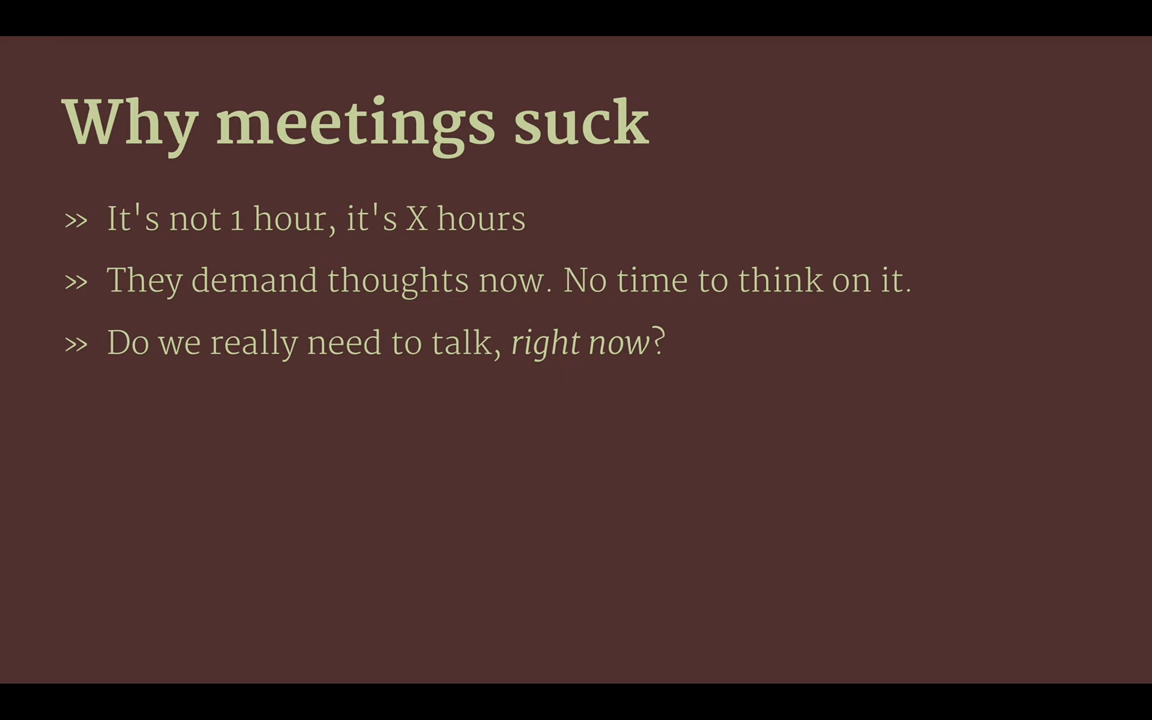 Why meetings suck
» It's not 1 hour, it's X hours
» They demand thoughts now. No time to think on it.
» Do we really need to talk, right now?